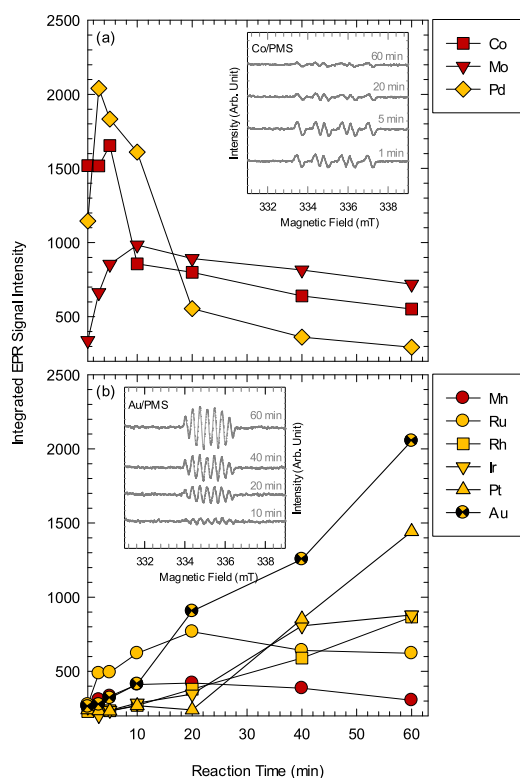 2500
(a)
Co/PMS
60 min
20 min
5 min
1 min
Intensity (Arb. Unit)
332 334 336 338
Magnetic Field (mT)
2000
1500
1000
500
Co
Mo
Pd
Integrated EPR Signal Intensity
2500
(b)
Au/PMS
60 min
40 min
20 min
10 min
Intensity (Arb. Unit)
332 334 336 338
Magnetic Field (mT)
2000
1500
1000
500
10 20 30 40 50 60
Reaction Time (min)
Mn
Ru
Rh
Ir
Pt
Au